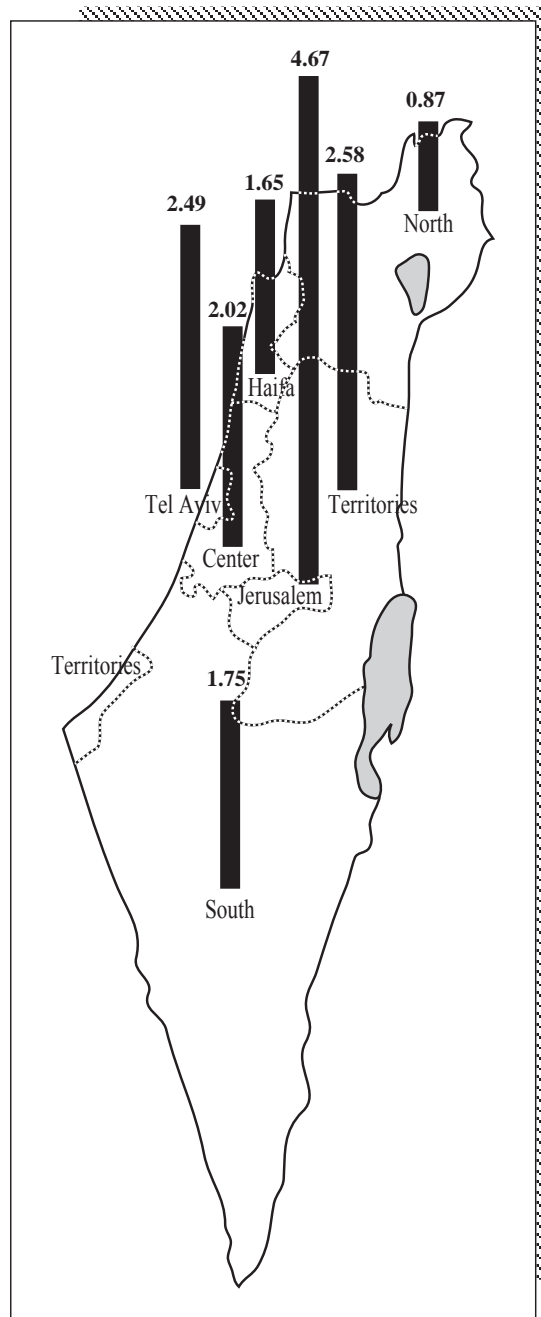 4.67
0.87
2.58
1.65
2.49
North
2.02
Haifa
Tel Aviv
Territories
Center
Jerusalem
Territories
1.75
South